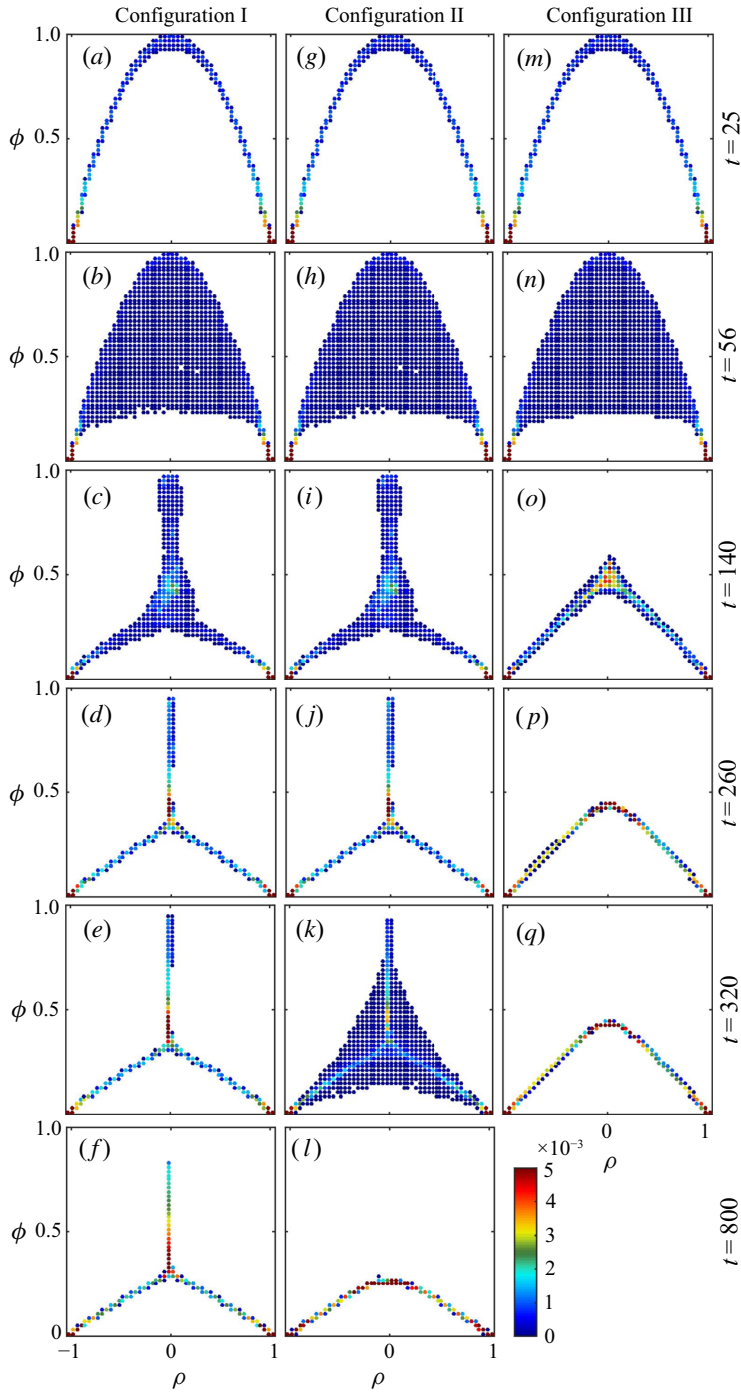 Configuration I Configuration II Configuration III
1.0 (a) (g) (m)
ϕ 0.5 t = 25
1.0 (b) (h) (n)
ϕ 0.5 t = 56
1.0 (c) (i) (o)
ϕ 0.5 t = 140
1.0 (d) (j) (p)
ϕ 0.5 t = 260
1.0 (e) (k) (q)
ϕ 0.5 t = 320
0 1
ρ
1.0 (f) (l)
ϕ 0.5 t = 800
0
−1 0 1 0 1
ρ ρ
×10⁻³
5
4
3
2
1
0